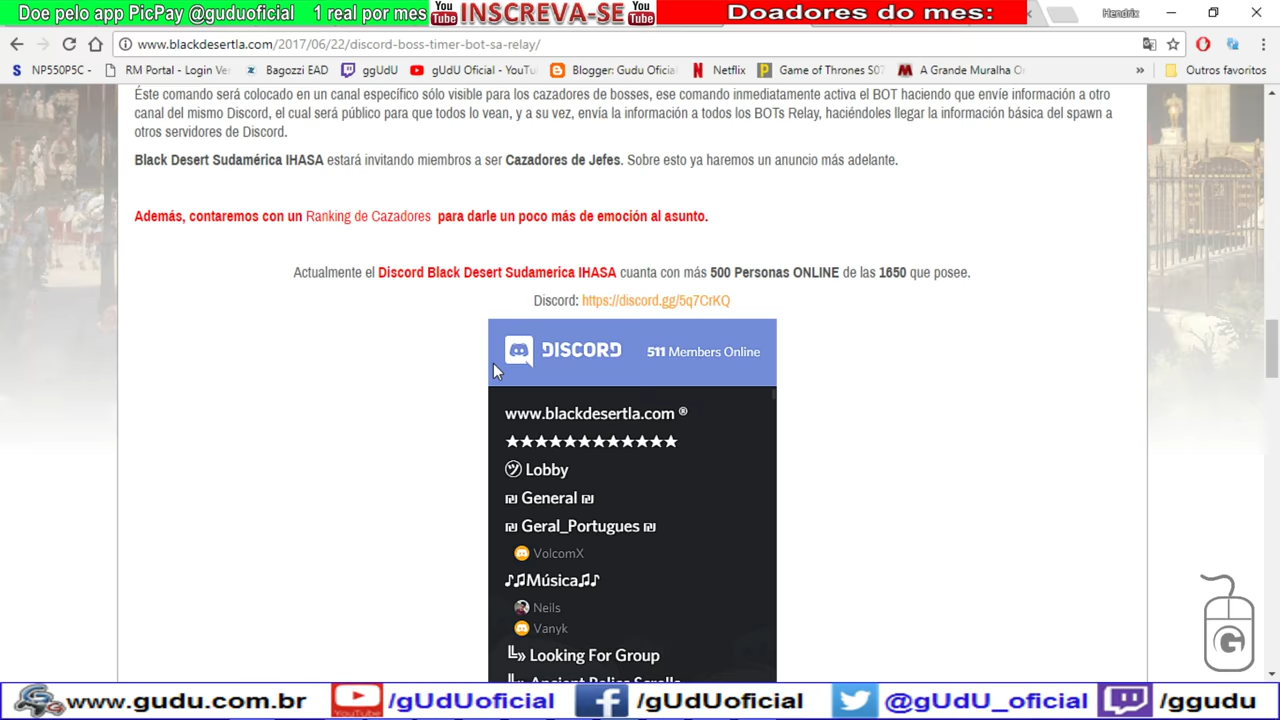 Doe pelo app PicPay @guduoficial 1 real por mes
You Tube INSCREVA-SE You Tube
Doadores do mes:
Hendrix
www.blackdesertla.com/2017/06/22/discord-boss-timer-bot-sa-relay/
NP550P5C -
RM Portal - Login Ve
Bagozzi EAD
ggUdU
gUdU Oficial - YouTu
Blogger: Gudu Oficia
Netflix
Game of Thrones S07
A Grande Muralha O
»
Outros favoritos
Éste comando será colocado en un canal específico sólo visible para los cazadores de bosses, ese comando inmediatamente activa el BOT haciendo que envíe información a otro
canal del mismo Discord, el cual será público para que todos lo vean, y a su vez, envía la información a todos los BOTs Relay, haciéndoles llegar la información básica del spawn a
otros servidores de Discord.
Black Desert Sudamérica IHASA estará invitando miembros a ser Cazadores de Jefes. Sobre esto ya haremos un anuncio más adelante.
Además, contaremos con un Ranking de Cazadores para darle un poco más de emoción al asunto.
Actualmente el Discord Black Desert Sudamerica IHASA cuanta con más 500 Personas ONLINE de las 1650 que posee.
Discord: https://discord.gg/5q7CrKQ
DISCORD 511 Members Online
www.blackdesertla.com ®
★★★★★★★★★★★★
㋡ Lobby
₪ General ₪
₪ Geral_Portugues ₪
VolcomX
♪♫Música♫♪
Neils
Vanyk
╚» Looking For Group
www.gudu.com.br
YouTube /gUdUoficial
/gUdUoficial
@gUdU_oficial
/ggudu